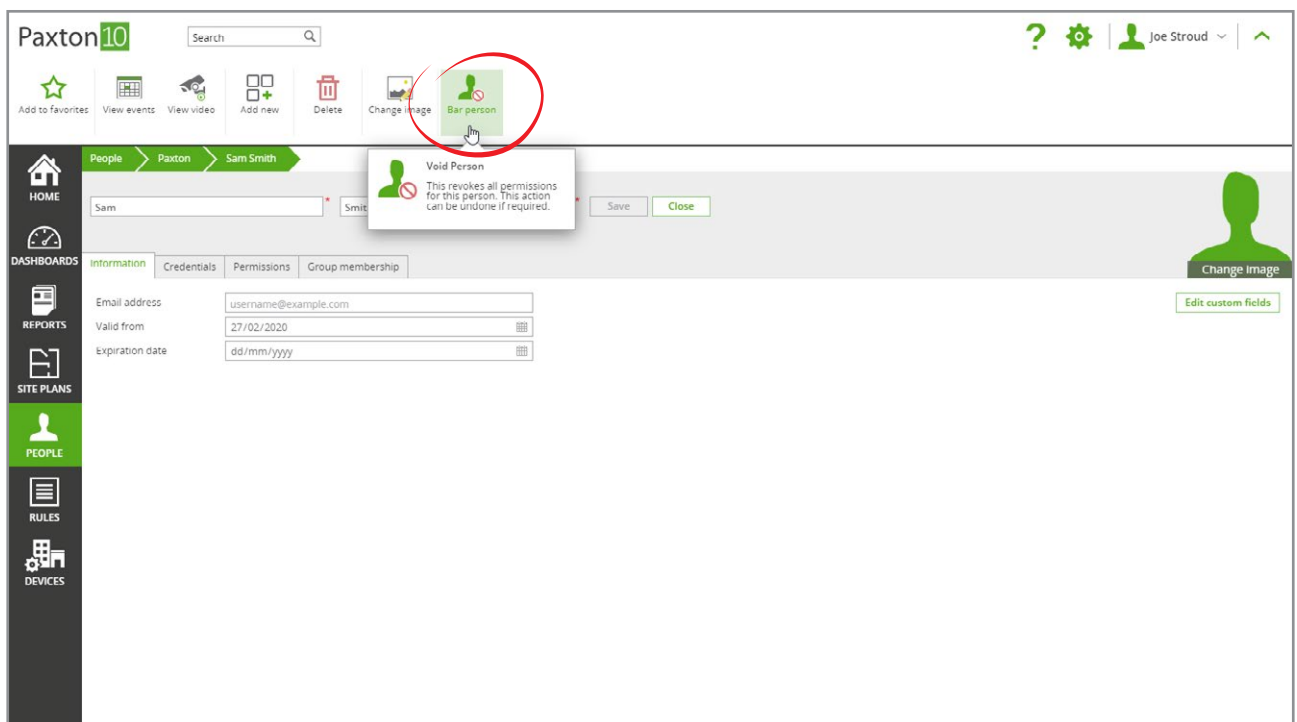 Paxton 10
Search
Joe Stroud
Add to favorites
View events
View video
Add new
Delete
Change image
Bar person
HOME
DASHBOARDS
REPORTS
SITE PLANS
PEOPLE
RULES
DEVICES
People
Paxton
Sam Smith
Void Person
This revokes all permissions
for this person. This action
can be undone if required.
Sam
*
Smit
*
Save
Close
Change image
Information
Credentials
Permissions
Group membership
Email address
username@example.com
Edit custom fields
Valid from
27/02/2020
Expiration date
dd/mm/yyyy